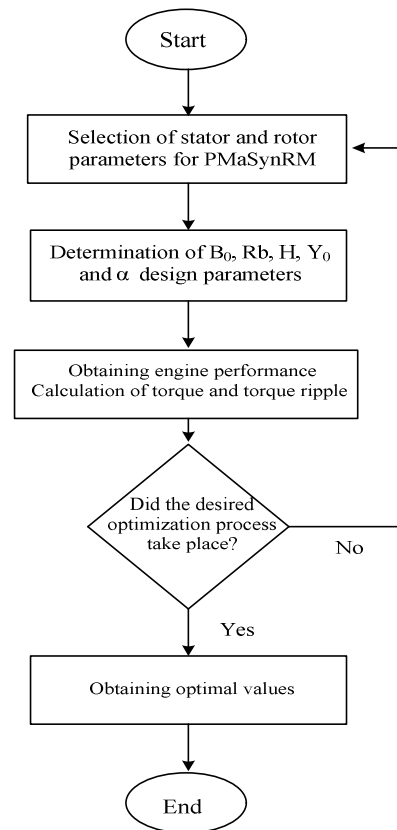 Start
Selection of stator and rotor
parameters for PMaSynRM
Determination of B₀, Rb, H, Y₀
and α design parameters
Obtaining engine performance
Calculation of torque and torque ripple
Did the desired
optimization process
take place?
No
Yes
Obtaining optimal values
End